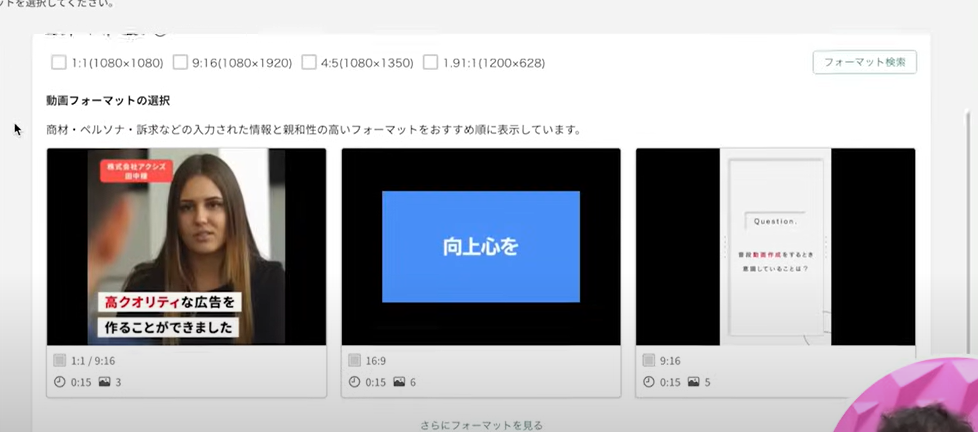 ットを選択してください。
1:1(1080×1080) 9:16(1080×1920) 4:5(1080×1350) 1.91:1(1200×628) フォーマット検索
動画フォーマットの選択
商材・ペルソナ・訴求などの入力された情報と親和性の高いフォーマットをおすすめ順に表示しています。
株式会社アクシズ
田中様
高クオリティな広告を
作ることができました
1:1 / 9:16
0:15 3
向上心を
16:9
0:15 6
Question.
普段動画作成をするとき
意識していることは?
9:16
0:15 5
さらにフォーマットを見る